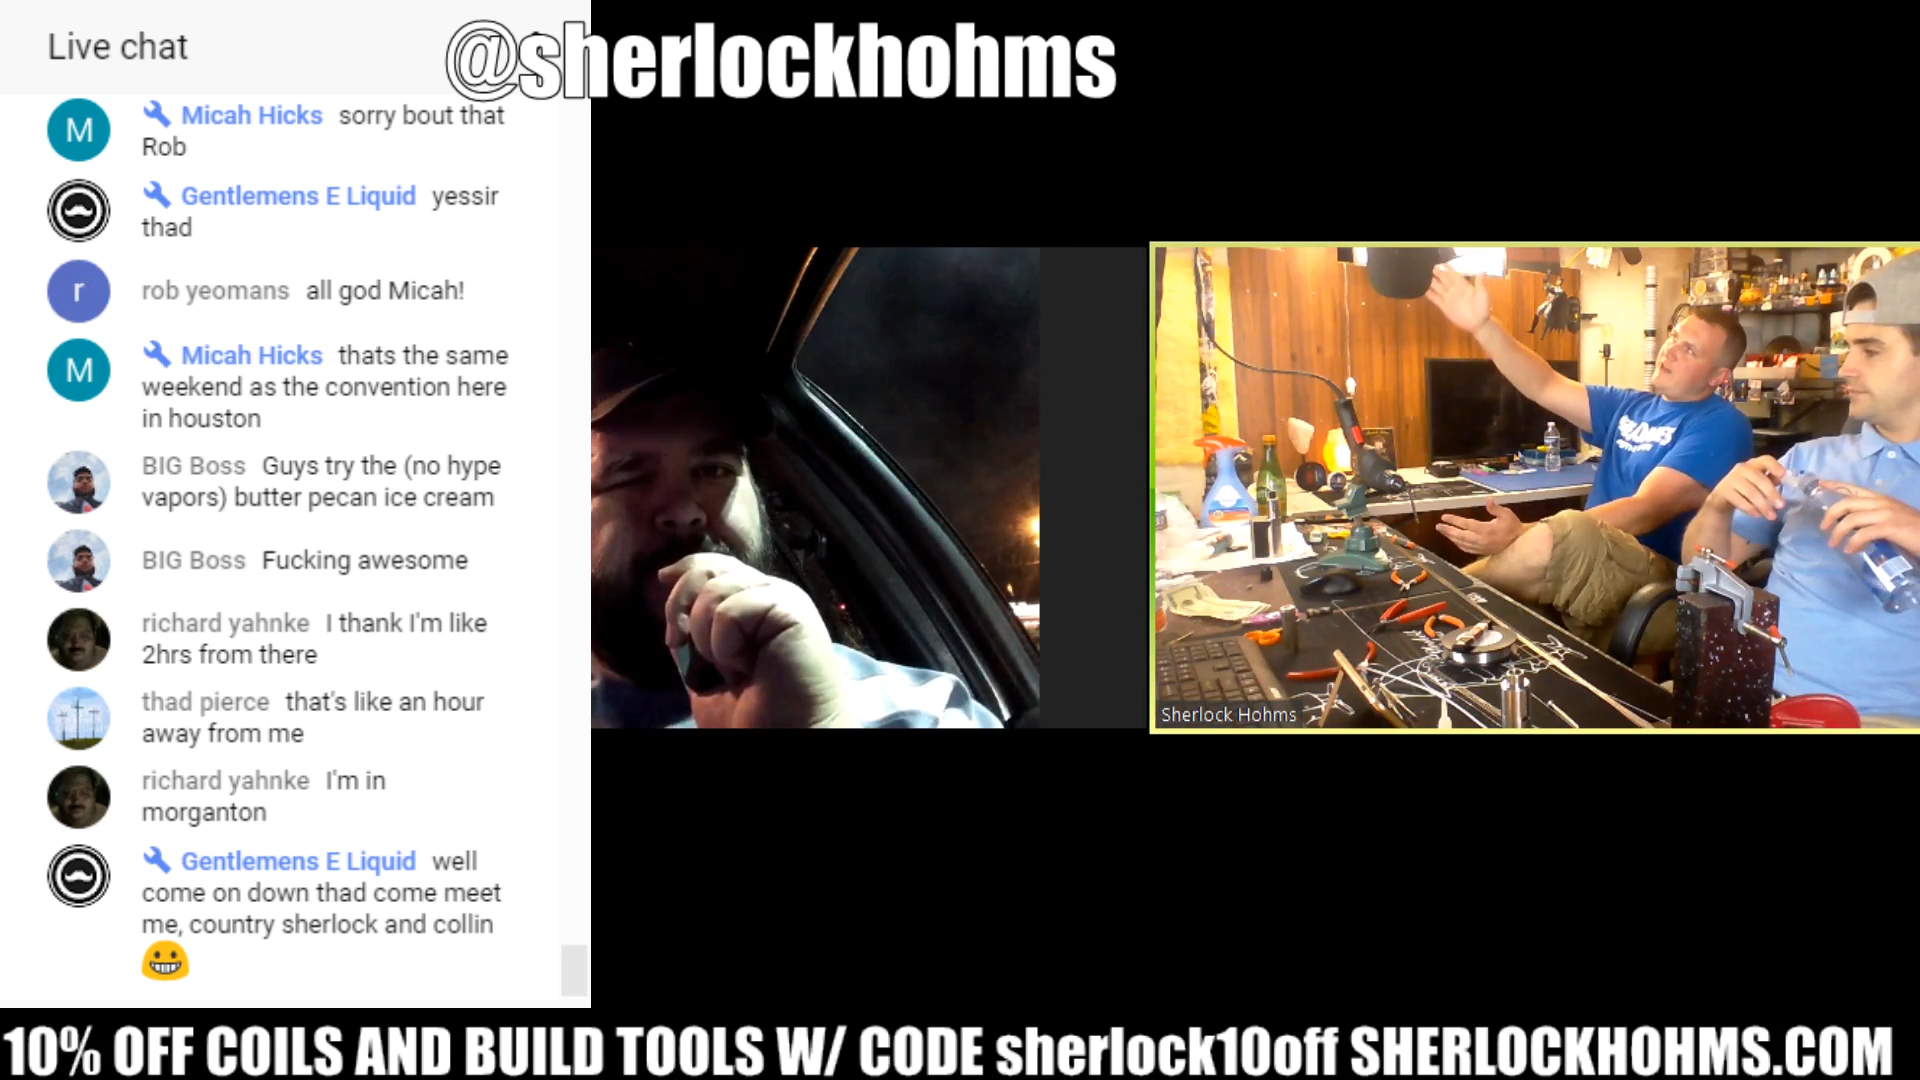 Live chat
@sherlockhohms
Micah Hicks sorry bout that
Rob
Gentlemens E Liquid yessir
thad
rob yeomans all god Micah!
Micah Hicks thats the same
weekend as the convention here
in houston
BIG Boss Guys try the (no hype
vapors) butter pecan ice cream
BIG Boss Fucking awesome
richard yahnke I thank I'm like
2hrs from there
thad pierce that's like an hour
away from me
richard yahnke I'm in
morganton
Gentlemens E Liquid well
come on down thad come meet
me, country sherlock and collin
M
r
M
Sherlock Hohms
10% OFF COILS AND BUILD TOOLS W/ CODE sherlock10off SHERLOCKHOHMS.COM